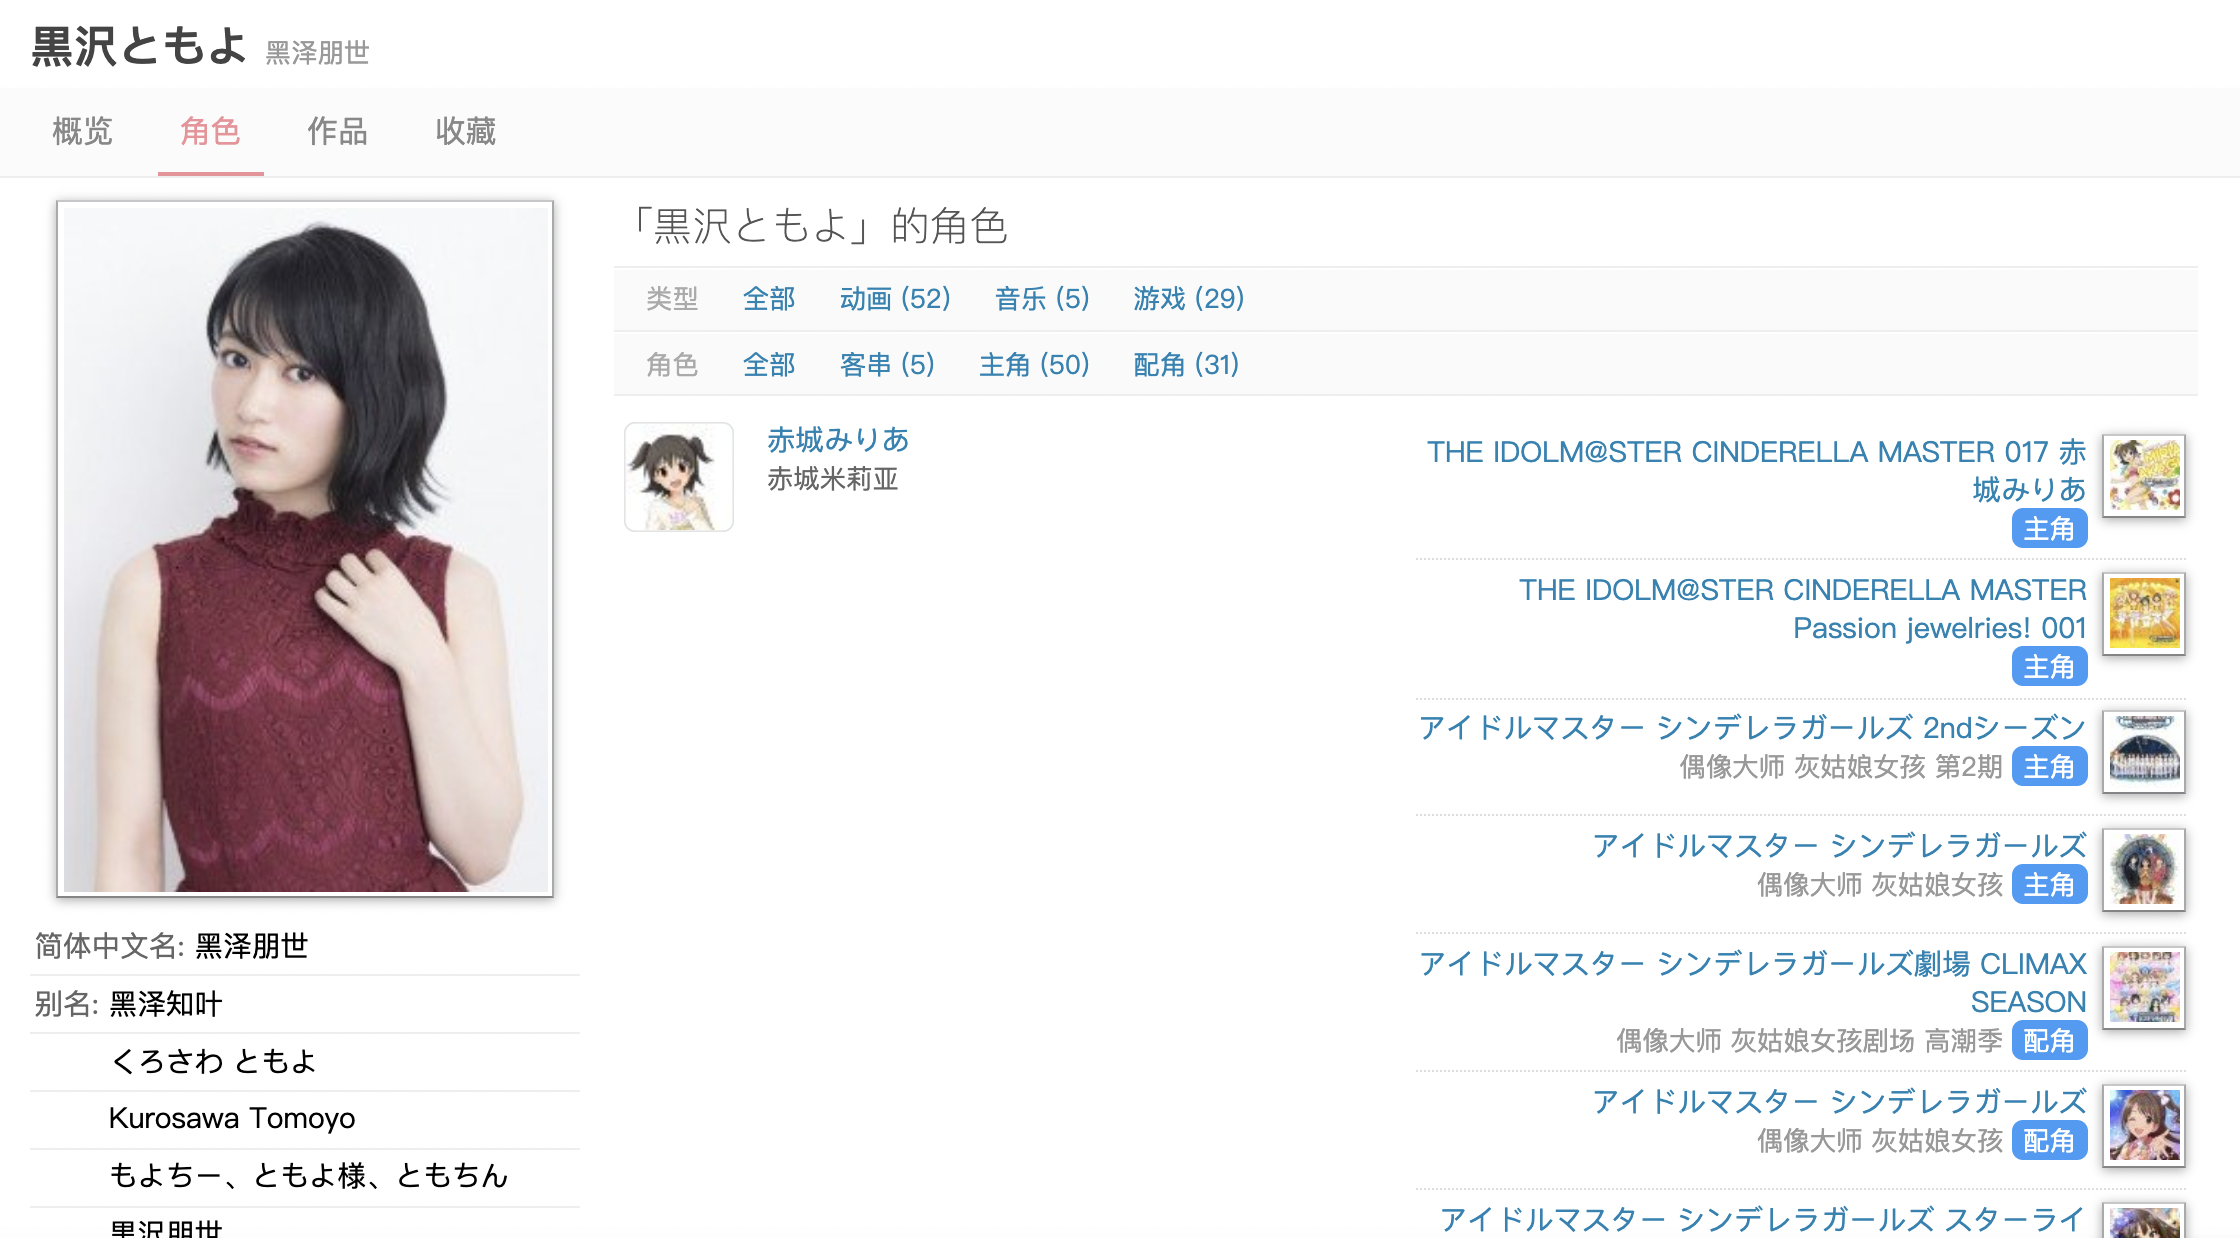 黒沢ともよ 黑泽朋世
概览 角色 作品 收藏
「黒沢ともよ」的角色
类型 全部 动画 (52) 音乐 (5) 游戏 (29)
角色 全部 客串 (5) 主角 (50) 配角 (31)
赤城みりあ
赤城米莉亚
THE IDOLM@STER CINDERELLA MASTER 017 赤
城みりあ
主角
THE IDOLM@STER CINDERELLA MASTER
Passion jewelries! 001
主角
アイドルマスター シンデレラガールズ 2ndシーズン
偶像大师 灰姑娘女孩 第2期 主角
アイドルマスター シンデレラガールズ
偶像大师 灰姑娘女孩 主角
アイドルマスター シンデレラガールズ劇場 CLIMAX
SEASON
偶像大师 灰姑娘女孩剧场 高潮季 配角
アイドルマスター シンデレラガールズ
偶像大师 灰姑娘女孩 配角
アイドルマスター シンデレラガールズ スターライ
简体中文名: 黑泽朋世
别名: 黑泽知叶
くろさわ ともよ
Kurosawa Tomoyo
もよちー、ともよ様、ともちん
黒沢朋世